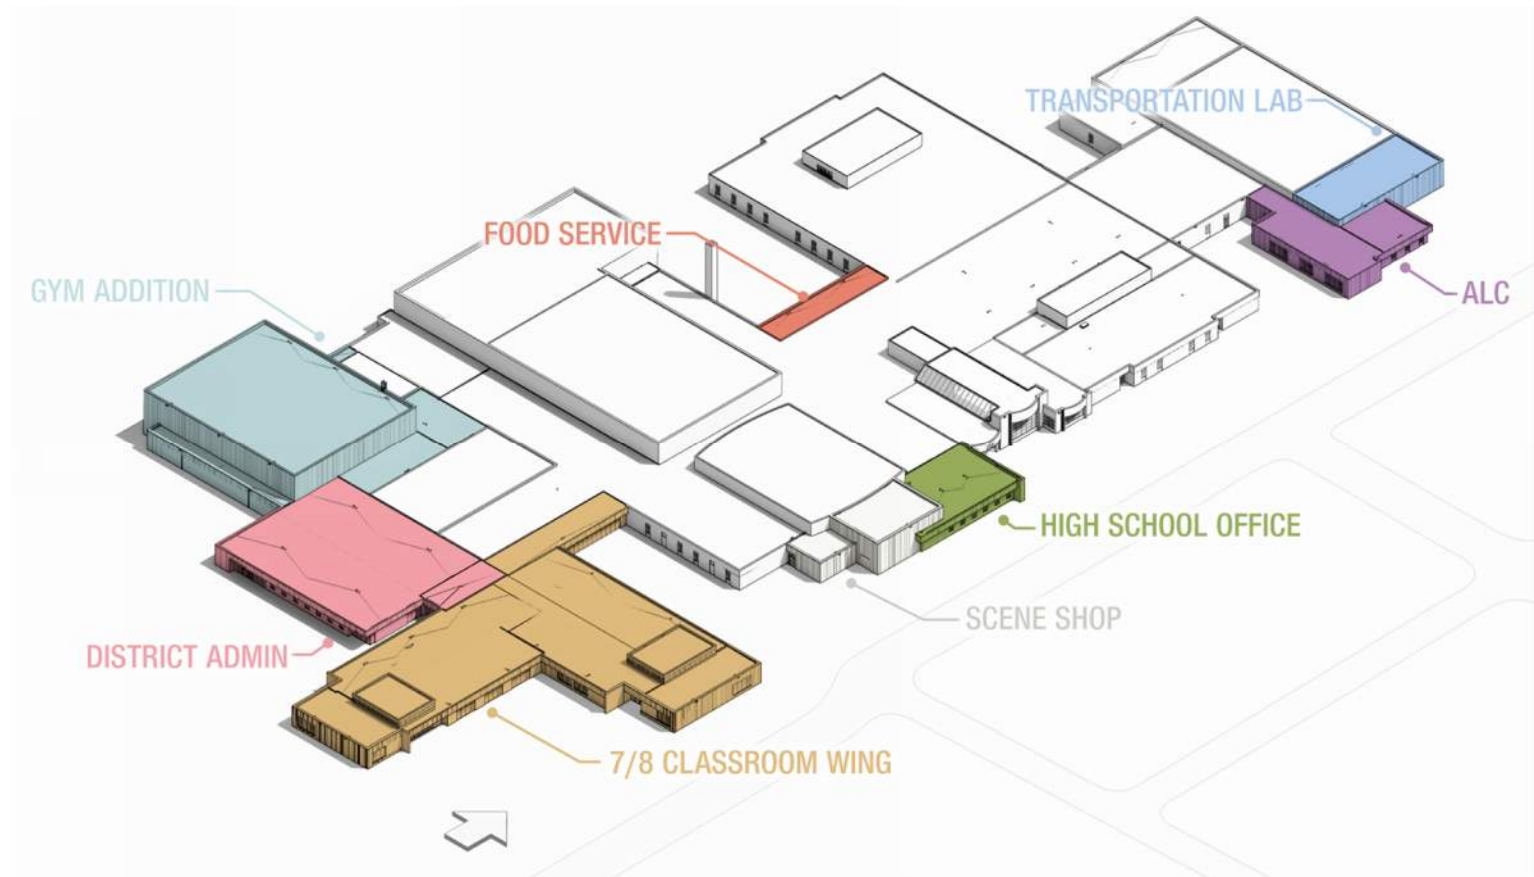 TRANSPORTATION LAB
FOOD SERVICE
GYM ADDITION
ALC
HIGH SCHOOL OFFICE
SCENE SHOP
DISTRICT ADMIN
7/8 CLASSROOM WING